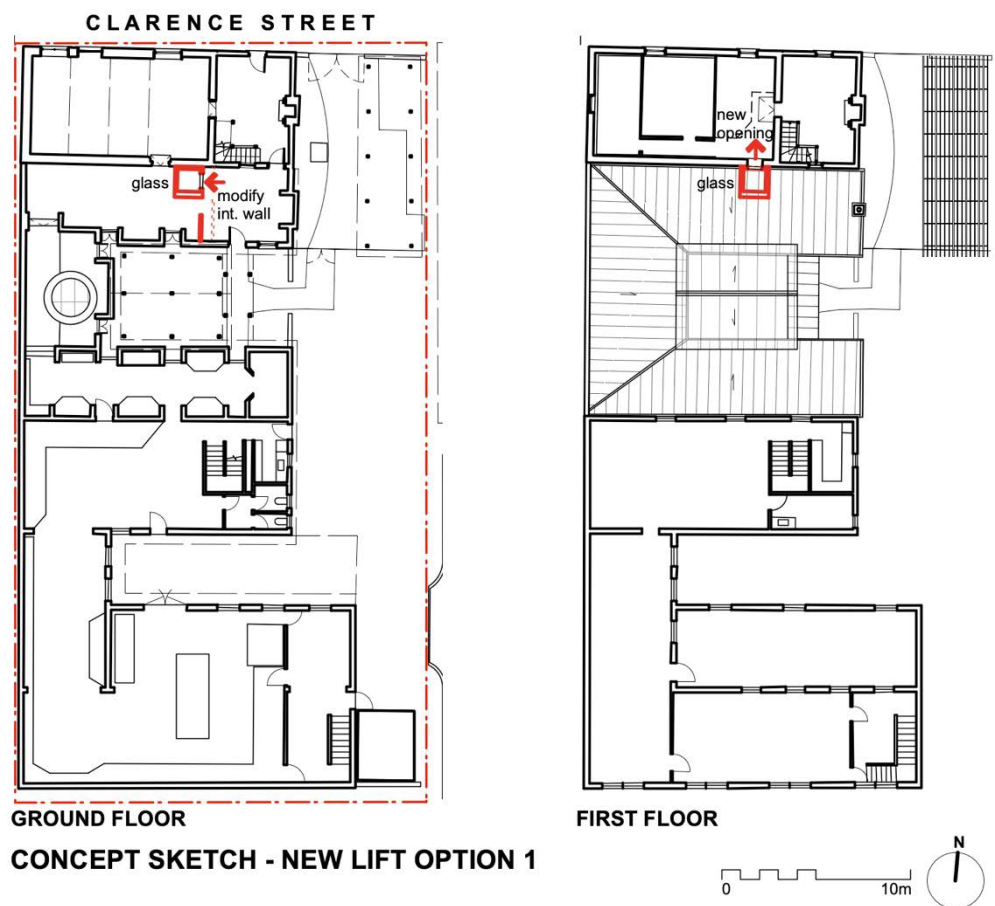 CLARENCE STREET
glass
modify
int. wall
new
opening
glass
GROUND FLOOR
FIRST FLOOR
CONCEPT SKETCH - NEW LIFT OPTION 1
0
10m
N